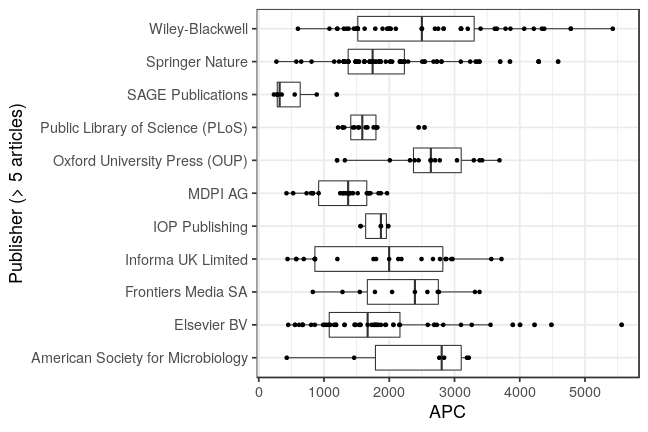 Publisher (> 5 articles)
Wiley-Blackwell
Springer Nature
SAGE Publications
Public Library of Science (PLoS)
Oxford University Press (OUP)
MDPI AG
IOP Publishing
Informa UK Limited
Frontiers Media SA
Elsevier BV
American Society for Microbiology
0 1000 2000 3000 4000 5000
APC